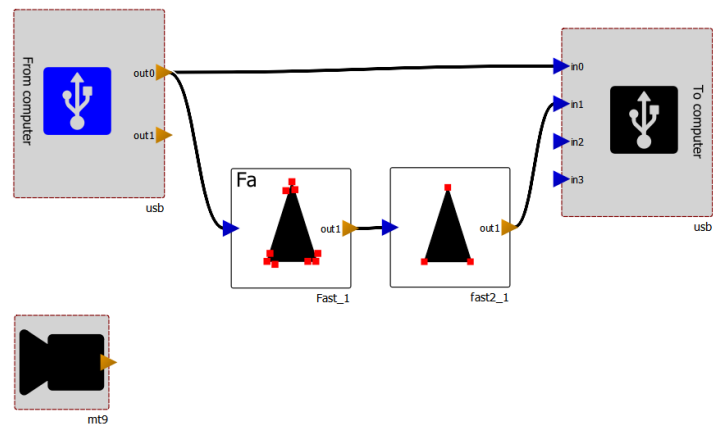 From computer
out0
out1
usb
in0
in1
in2
in3
To computer
usb
Fa
out1
Fast_1
out1
fast2_1
mt9